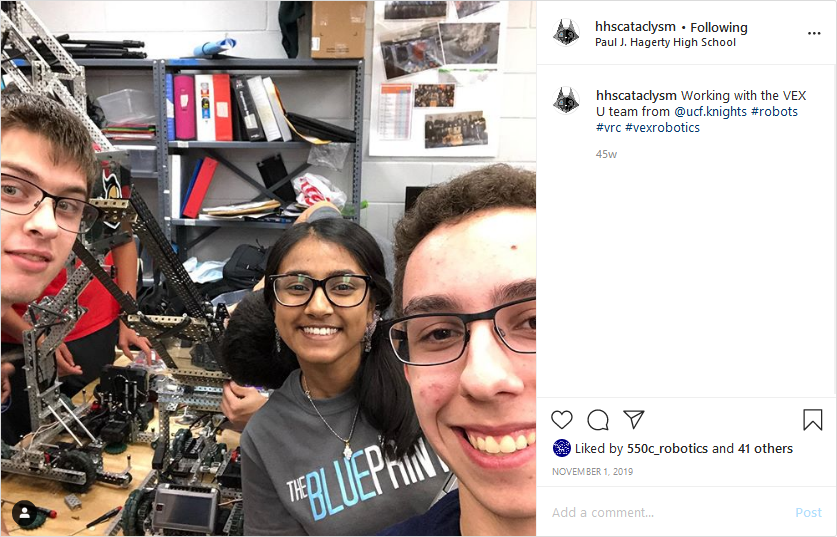 hhscataclysm • Following
Paul J. Hagerty High School
hhscataclysm Working with the VEX
U team from @ucf.knights #robots
#vrc #vexrobotics
45w
Liked by 550c_robotics and 41 others
NOVEMBER 1, 2019
Add a comment... Post
THE BLUEPRINT